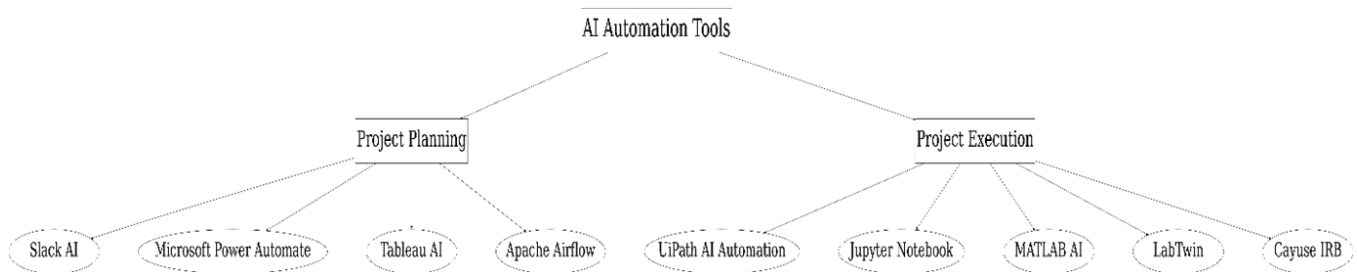 AI Automation Tools
Project Planning
Project Execution
Slack AI
Microsoft Power Automate
Tableau AI
Apache Airflow
UiPath AI Automation
Jupyter Notebook
MATLAB AI
LabTwin
Cayuse IRB